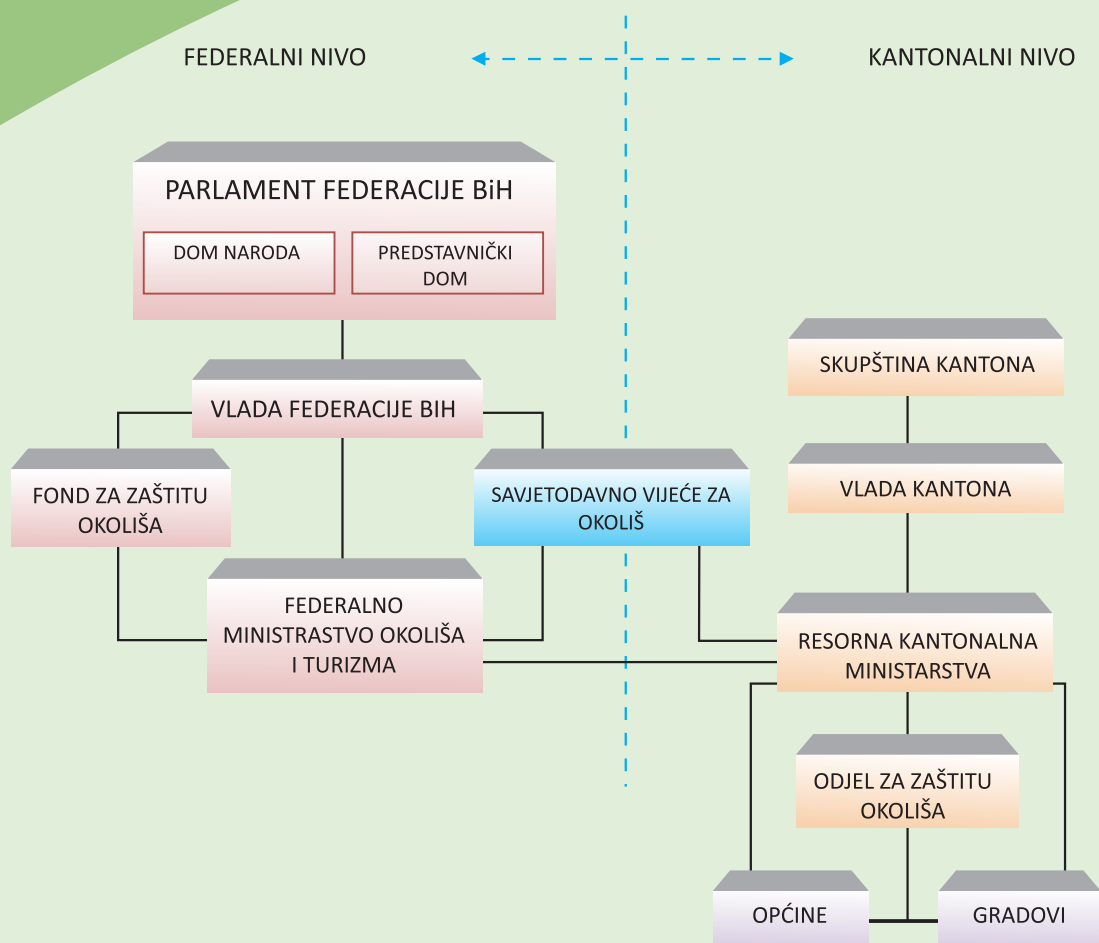 FEDERALNI NIVO
KANTONALNI NIVO
PARLAMENT FEDERACIJE BiH
DOM NARODA
PREDSTAVNIČKI
DOM
VLADA FEDERACIJE BIH
FOND ZA ZAŠTITU
OKOLIŠA
SAVJETODAVNO VIJEĆE ZA
OKOLIŠ
FEDERALNO
MINISTRASTVO OKOLIŠA
I TURIZMA
SKUPŠTINA KANTONA
VLADA KANTONA
RESORNA KANTONALNA
MINISTARSTVA
ODJEL ZA ZAŠTITU
OKOLIŠA
OPĆINE
GRADOVI